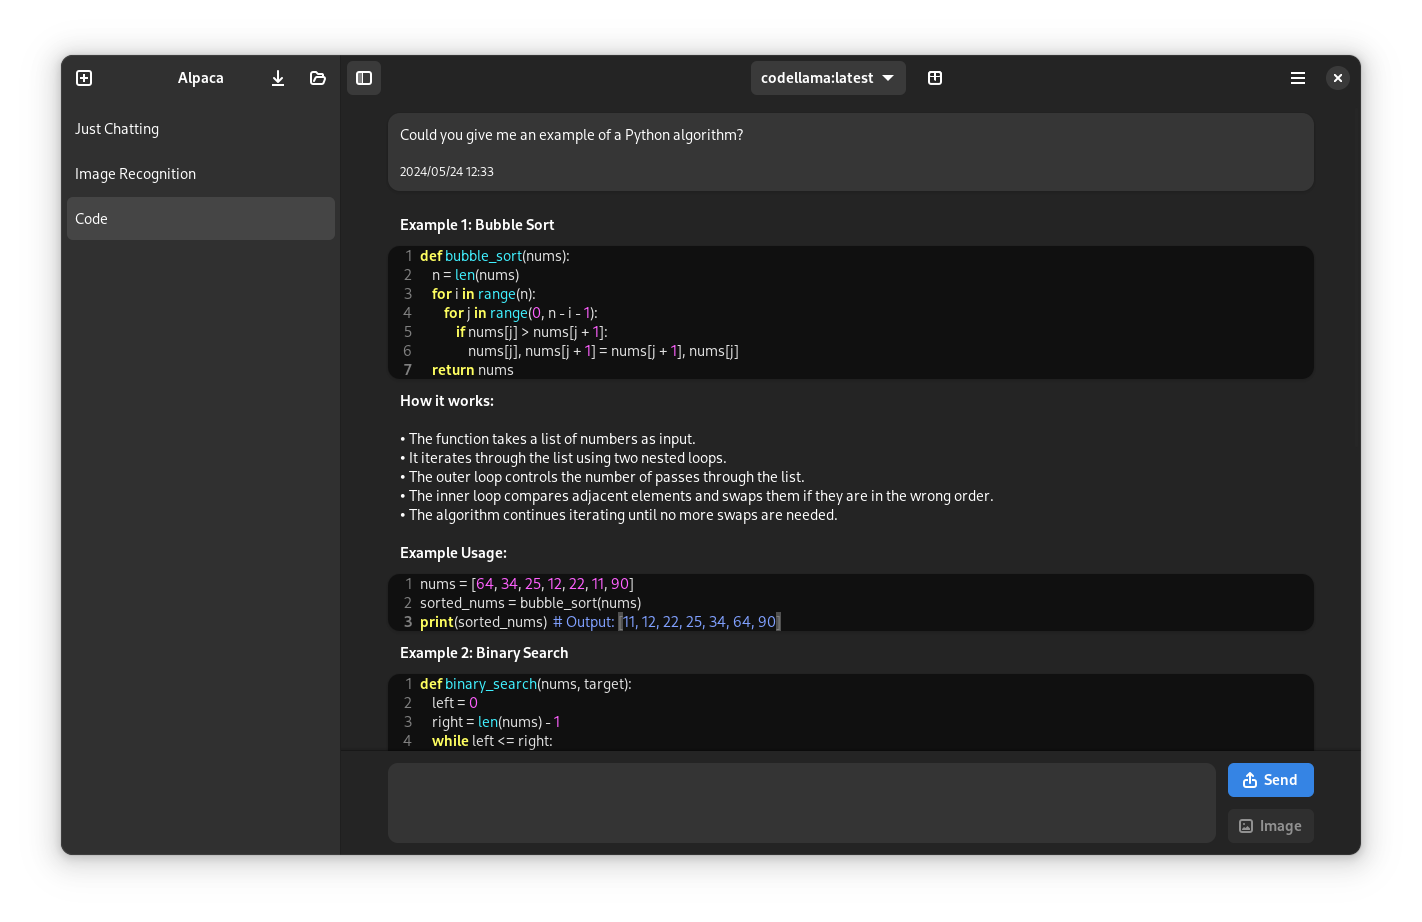 Alpaca
codellama:latest
Just Chatting
Image Recognition
Code
Could you give me an example of a Python algorithm?
2024/05/24 12:33
Example 1: Bubble Sort
1 def bubble_sort(nums):
2 n = len(nums)
3 for i in range(n):
4 for j in range(0, n - i - 1):
5 if nums[j] > nums[j + 1]:
6 nums[j], nums[j + 1] = nums[j + 1], nums[j]
7 return nums
How it works:
• The function takes a list of numbers as input.
• It iterates through the list using two nested loops.
• The outer loop controls the number of passes through the list.
• The inner loop compares adjacent elements and swaps them if they are in the wrong order.
• The algorithm continues iterating until no more swaps are needed.
Example Usage:
1 nums = [64, 34, 25, 12, 22, 11, 90]
2 sorted_nums = bubble_sort(nums)
3 print(sorted_nums) # Output: [11, 12, 22, 25, 34, 64, 90]
Example 2: Binary Search
1 def binary_search(nums, target):
2 left = 0
3 right = len(nums) - 1
4 while left <= right:
Send
Image